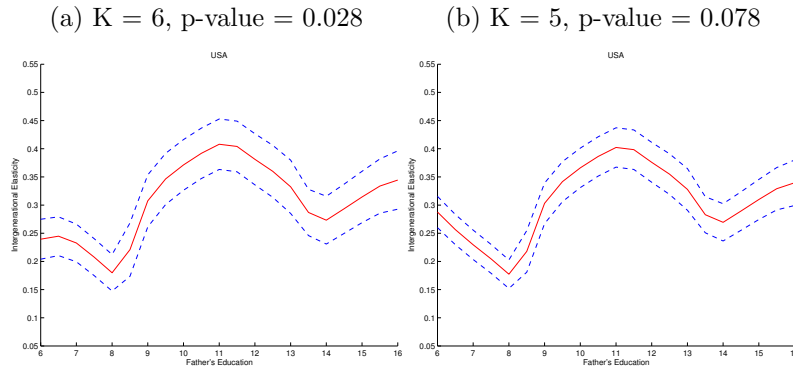 (a) K = 6, p-value = 0.028
(b) K = 5, p-value = 0.078
USA
0.55
0.5
0.45
0.4
0.35
0.3
0.25
0.2
0.15
0.1
0.05
Intergenerational Elasticity
6 7 8 9 10 11 12 13 14 15 16
Father's Education
USA
0.55
0.5
0.45
0.4
0.35
0.3
0.25
0.2
0.15
0.1
0.05
Intergenerational Elasticity
6 7 8 9 10 11 12 13 14 15 1
Father's Education